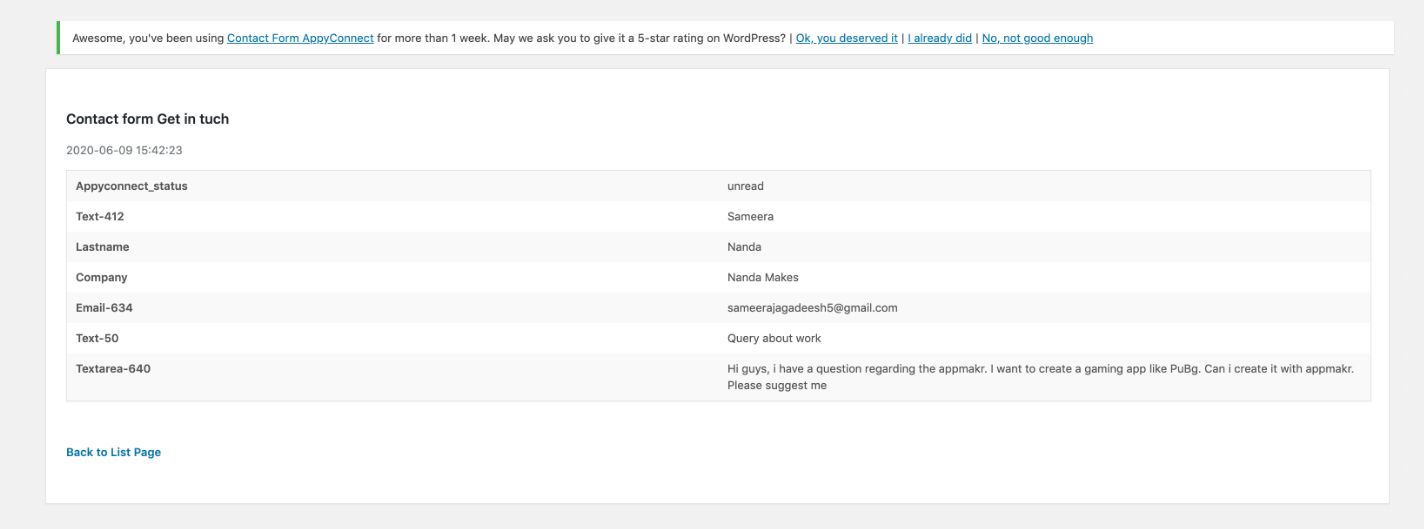 Awesome, you've been using Contact Form AppyConnect for more than 1 week. May we ask you to give it a 5-star rating on WordPress? | Ok, you deserved it | I already did | No, not good enough
Contact form Get in tuch
2020-06-09 15:42:23
Appyconnect_status unread
Text-412 Sameera
Lastname Nanda
Company Nanda Makes
Email-634 sameerajagadeesh5@gmail.com
Text-50 Query about work
Textarea-640 Hi guys, i have a question regarding the appmakr. I want to create a gaming app like PuBg. Can i create it with appmakr.
Please suggest me
Back to List Page